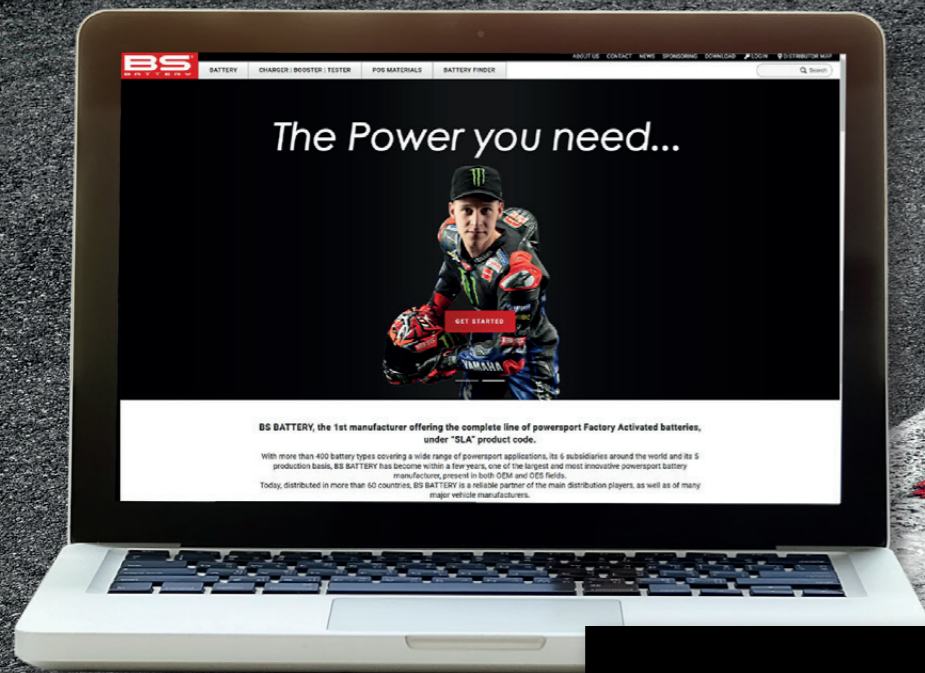 BS
BATTERY
ABOUT US CONTACT NEWS SPONSORING DOWNLOAD LOGIN DISTRIBUTOR MAP
BATTERY CHARGER | BOOSTER | TESTER POS MATERIALS BATTERY FINDER Search
The Power you need...
GET STARTED
YAMAHA
BS BATTERY, the 1st manufacturer offering the complete line of powersport Factory Activated batteries,
under "SLA" product code.
With more than 400 battery types covering a wide range of powersport applications, its 6 subsidiaries around the world and its 5
production basis, BS BATTERY has become within a few years, one of the largest and most innovative powersport battery
manufacturer, present in both OEM and OES fields.
Today, distributed in more than 60 countries, BS BATTERY is a reliable partner of the main distribution players, as well as of many
major vehicle manufacturers.